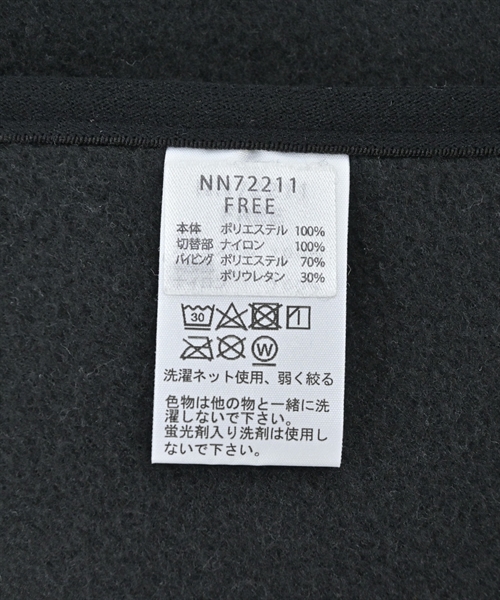 NN72211
FREE
本体 ポリエステル 100%
切替部 ナイロン 100%
パイピング ポリエステル 70%
ポリウレタン 30%
30
W
洗濯ネット使用、弱く絞る
色物は他の物と一緒に洗
濯しないで下さい。
蛍光剤入り洗剤は使用し
ないで下さい。